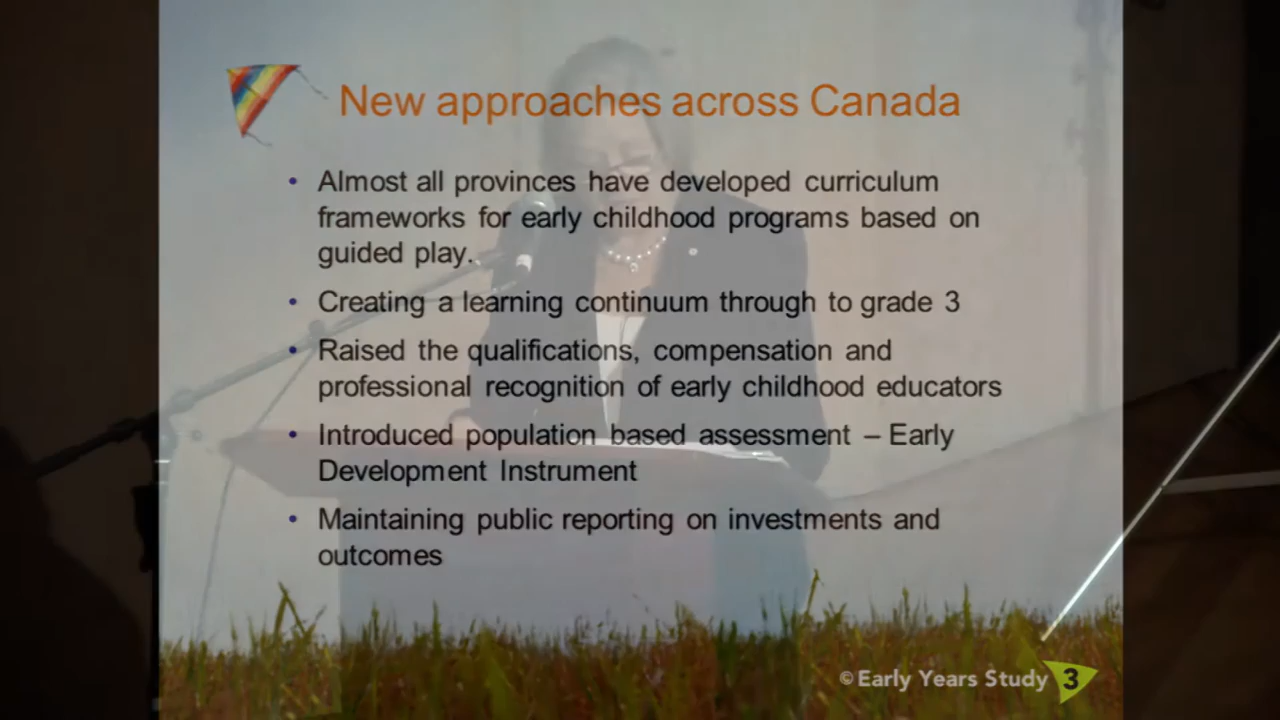 New approaches across Canada
• Almost all provinces have developed curriculum
frameworks for early childhood programs based on
guided play.
• Creating a learning continuum through to grade 3
• Raised the qualifications, compensation and
professional recognition of early childhood educators
• Introduced population based assessment – Early
Development Instrument
• Maintaining public reporting on investments and
outcomes
© Early Years Study 3